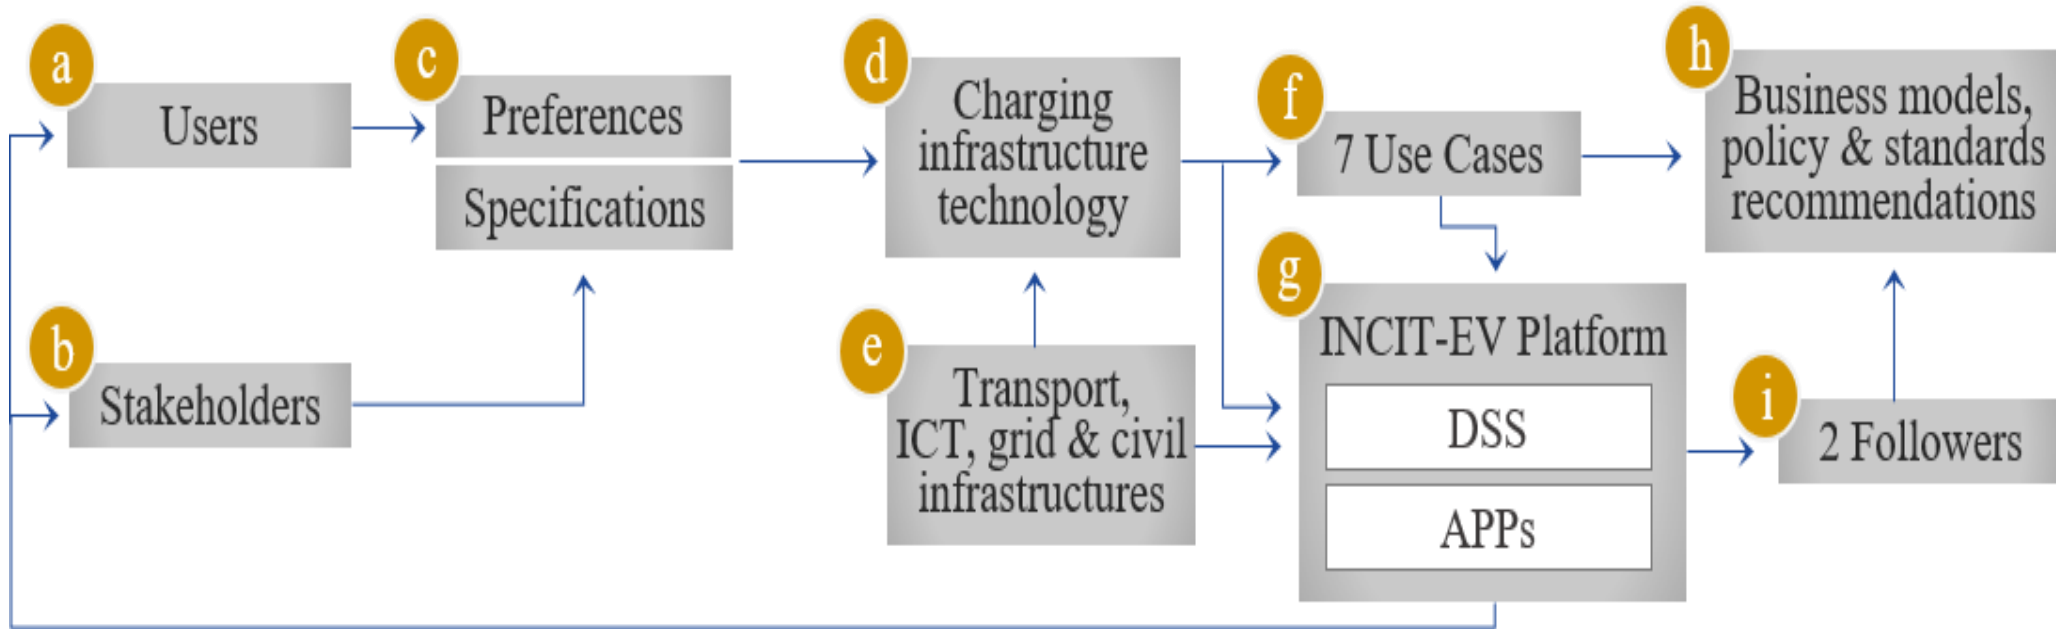 a
Users
b
Stakeholders
c
Preferences
Specifications
d
Charging
infrastructure
technology
e
Transport,
ICT, grid & civil
infrastructures
f
7 Use Cases
g
INCIT-EV Platform
DSS
APPs
h
Business models,
policy & standards
recommendations
i
2 Followers